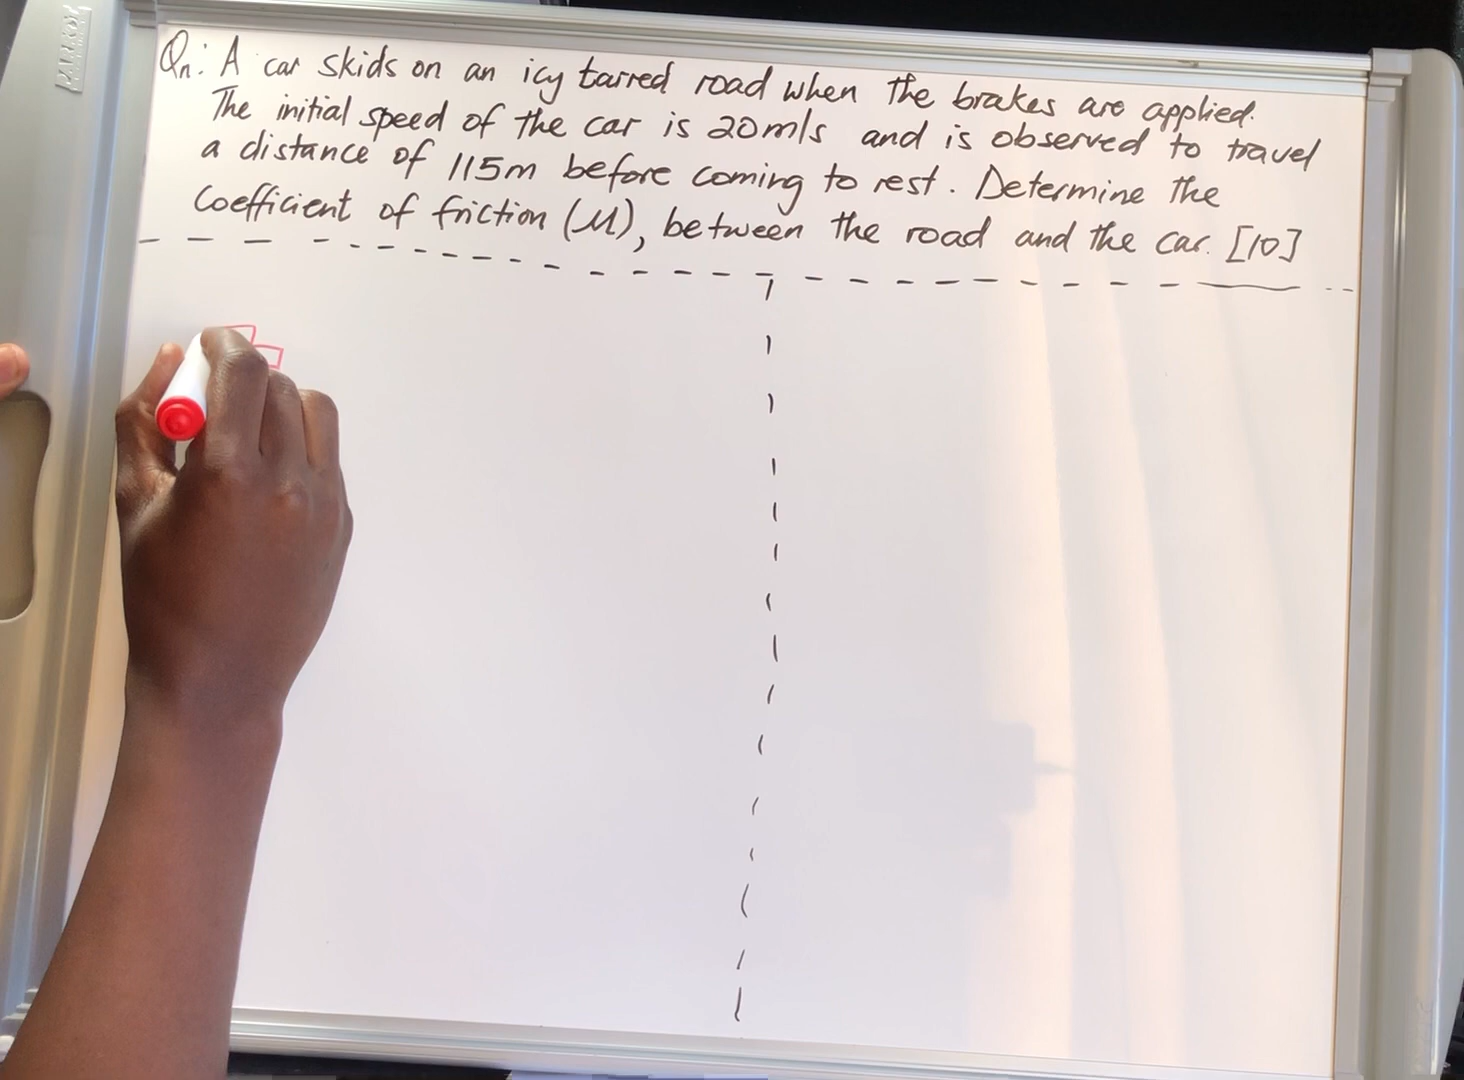 Qn: A car skids on an icy tarred road when the brakes are applied.
The initial speed of the car is 20m/s and is observed to travel
a distance of 115m before coming to rest. Determine the
Coefficient of friction (μ), between the road and the car. [10]